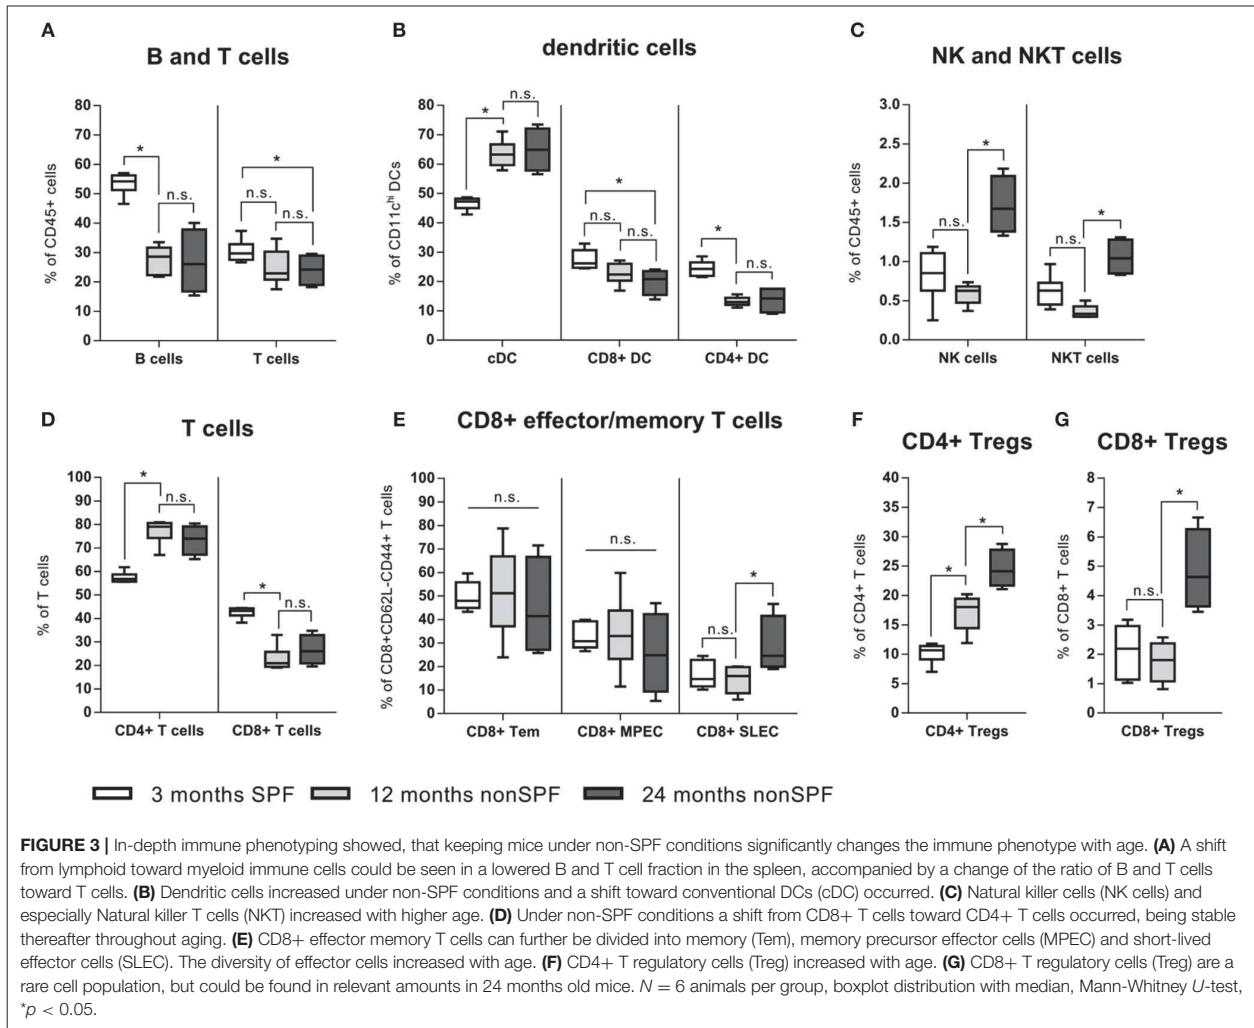 A
B and T cells
% of CD45+ cells
80
70
60
50
40
30
20
10
0
*
n.s.
*
n.s.
n.s.
B cells
T cells
B
dendritic cells
% of CD11c^hi DCs
80
70
60
50
40
30
20
10
0
*
n.s.
*
n.s.
n.s.
*
n.s.
cDC
CD8+ DC
CD4+ DC
C
NK and NKT cells
% of CD45+ cells
3.0
2.5
2.0
1.5
1.0
0.5
0.0
*
n.s.
*
n.s.
NK cells
NKT cells
D
T cells
% of T cells
100
90
80
70
60
50
40
30
20
10
0
*
n.s.
*
n.s.
CD4+ T cells
CD8+ T cells
E
CD8+ effector/memory T cells
% of CD8+CD62L-CD44+ T cells
100
90
80
70
60
50
40
30
20
10
0
n.s.
n.s.
n.s.
*
CD8+ Tem
CD8+ MPEC
CD8+ SLEC
F
CD4+ Tregs
% of CD4+ T cells
40
35
30
25
20
15
10
5
0
*
*
CD4+ Tregs
G
CD8+ Tregs
% of CD8+ T cells
8
7
6
5
4
3
2
1
0
*
n.s.
CD8+ Tregs
3 months SPF 12 months nonSPF 24 months nonSPF
FIGURE 3 | In-depth immune phenotyping showed, that keeping mice under non-SPF conditions significantly changes the immune phenotype with age. (A) A shift
from lymphoid toward myeloid immune cells could be seen in a lowered B and T cell fraction in the spleen, accompanied by a change of the ratio of B and T cells
toward T cells. (B) Dendritic cells increased under non-SPF conditions and a shift toward conventional DCs (cDC) occurred. (C) Natural killer cells (NK cells) and
especially Natural killer T cells (NKT) increased with higher age. (D) Under non-SPF conditions a shift from CD8+ T cells toward CD4+ T cells occurred, being stable
thereafter throughout aging. (E) CD8+ effector memory T cells can further be divided into memory (Tem), memory precursor effector cells (MPEC) and short-lived
effector cells (SLEC). The diversity of effector cells increased with age. (F) CD4+ T regulatory cells (Treg) increased with age. (G) CD8+ T regulatory cells (Treg) are a
rare cell population, but could be found in relevant amounts in 24 months old mice. N = 6 animals per group, boxplot distribution with median, Mann-Whitney U-test,
*p < 0.05.